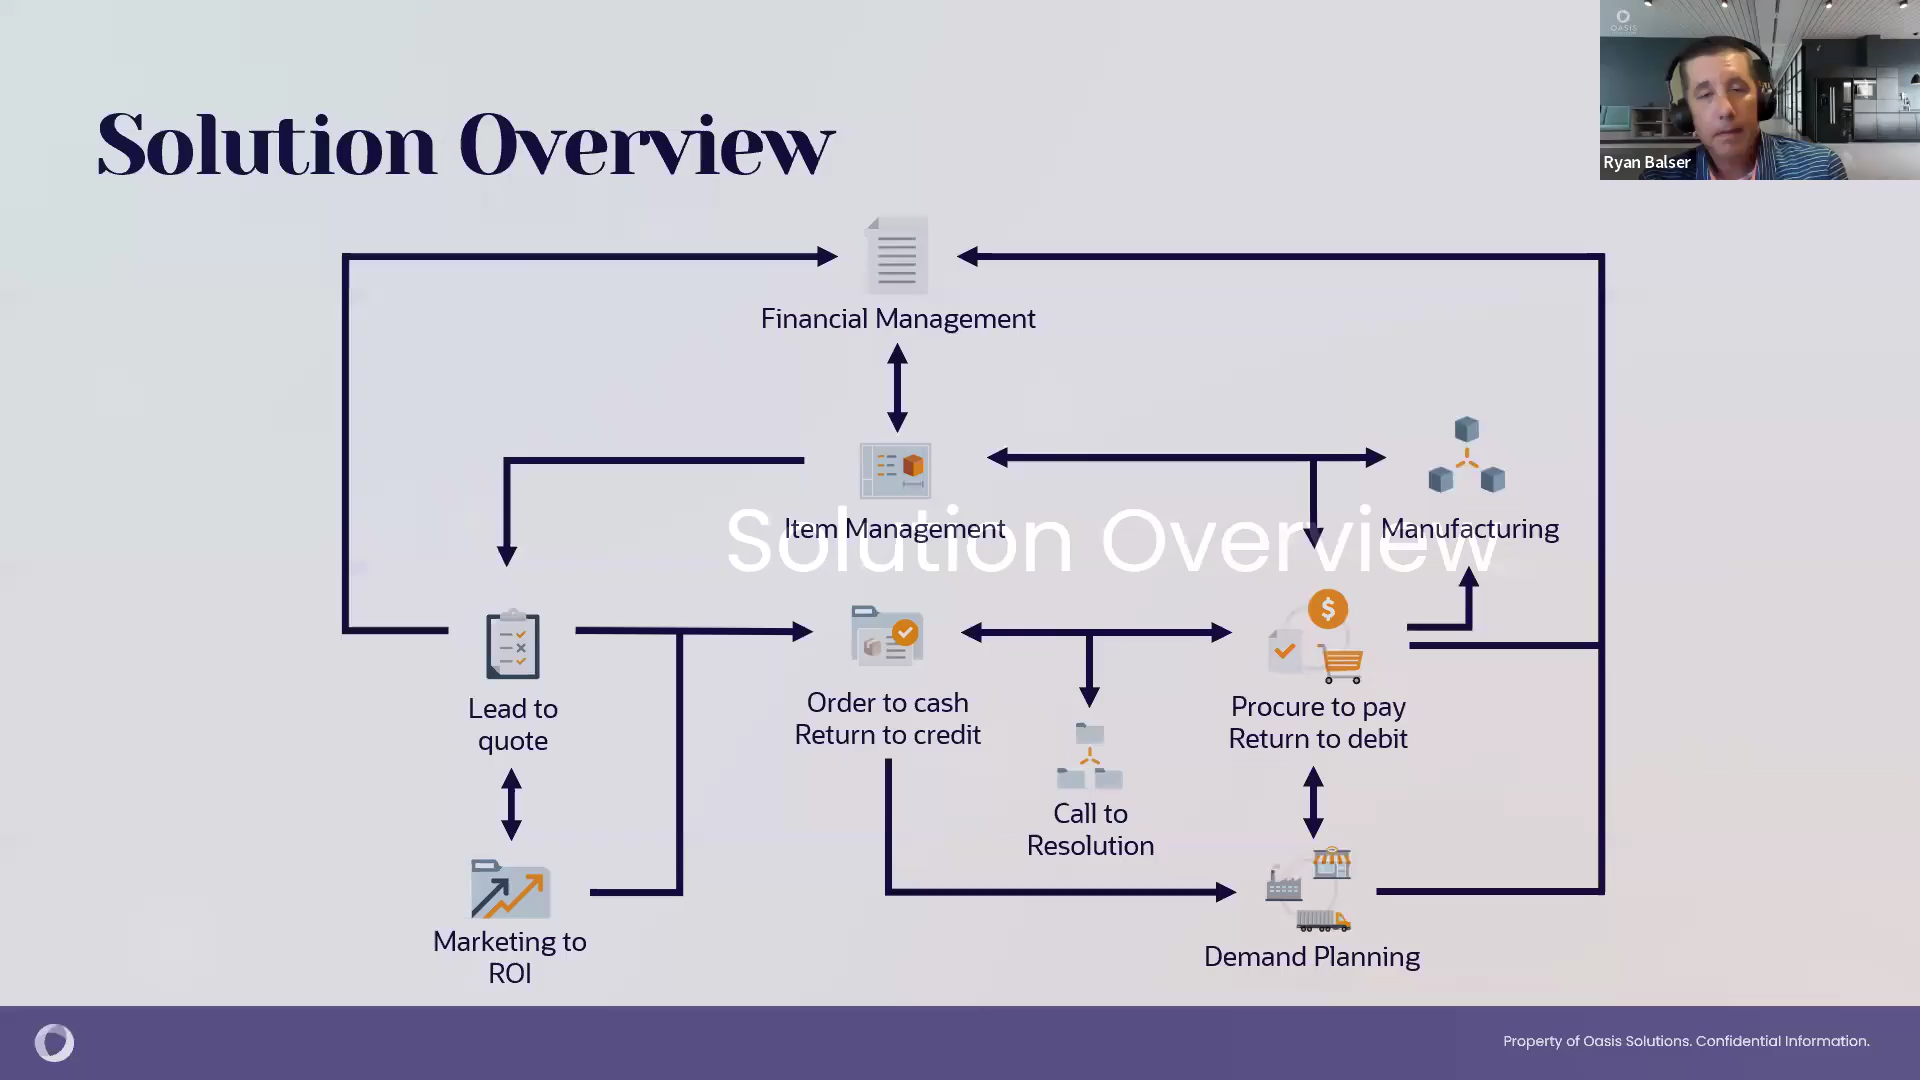 OASIS
Ryan Balser
Solution Overview
Financial Management
Item Management
Manufacturing
Solution Overview
Lead to
quote
Order to cash
Return to credit
Procure to pay
Return to debit
Call to
Resolution
Marketing to
ROI
Demand Planning
Property of Oasis Solutions. Confidential Information.